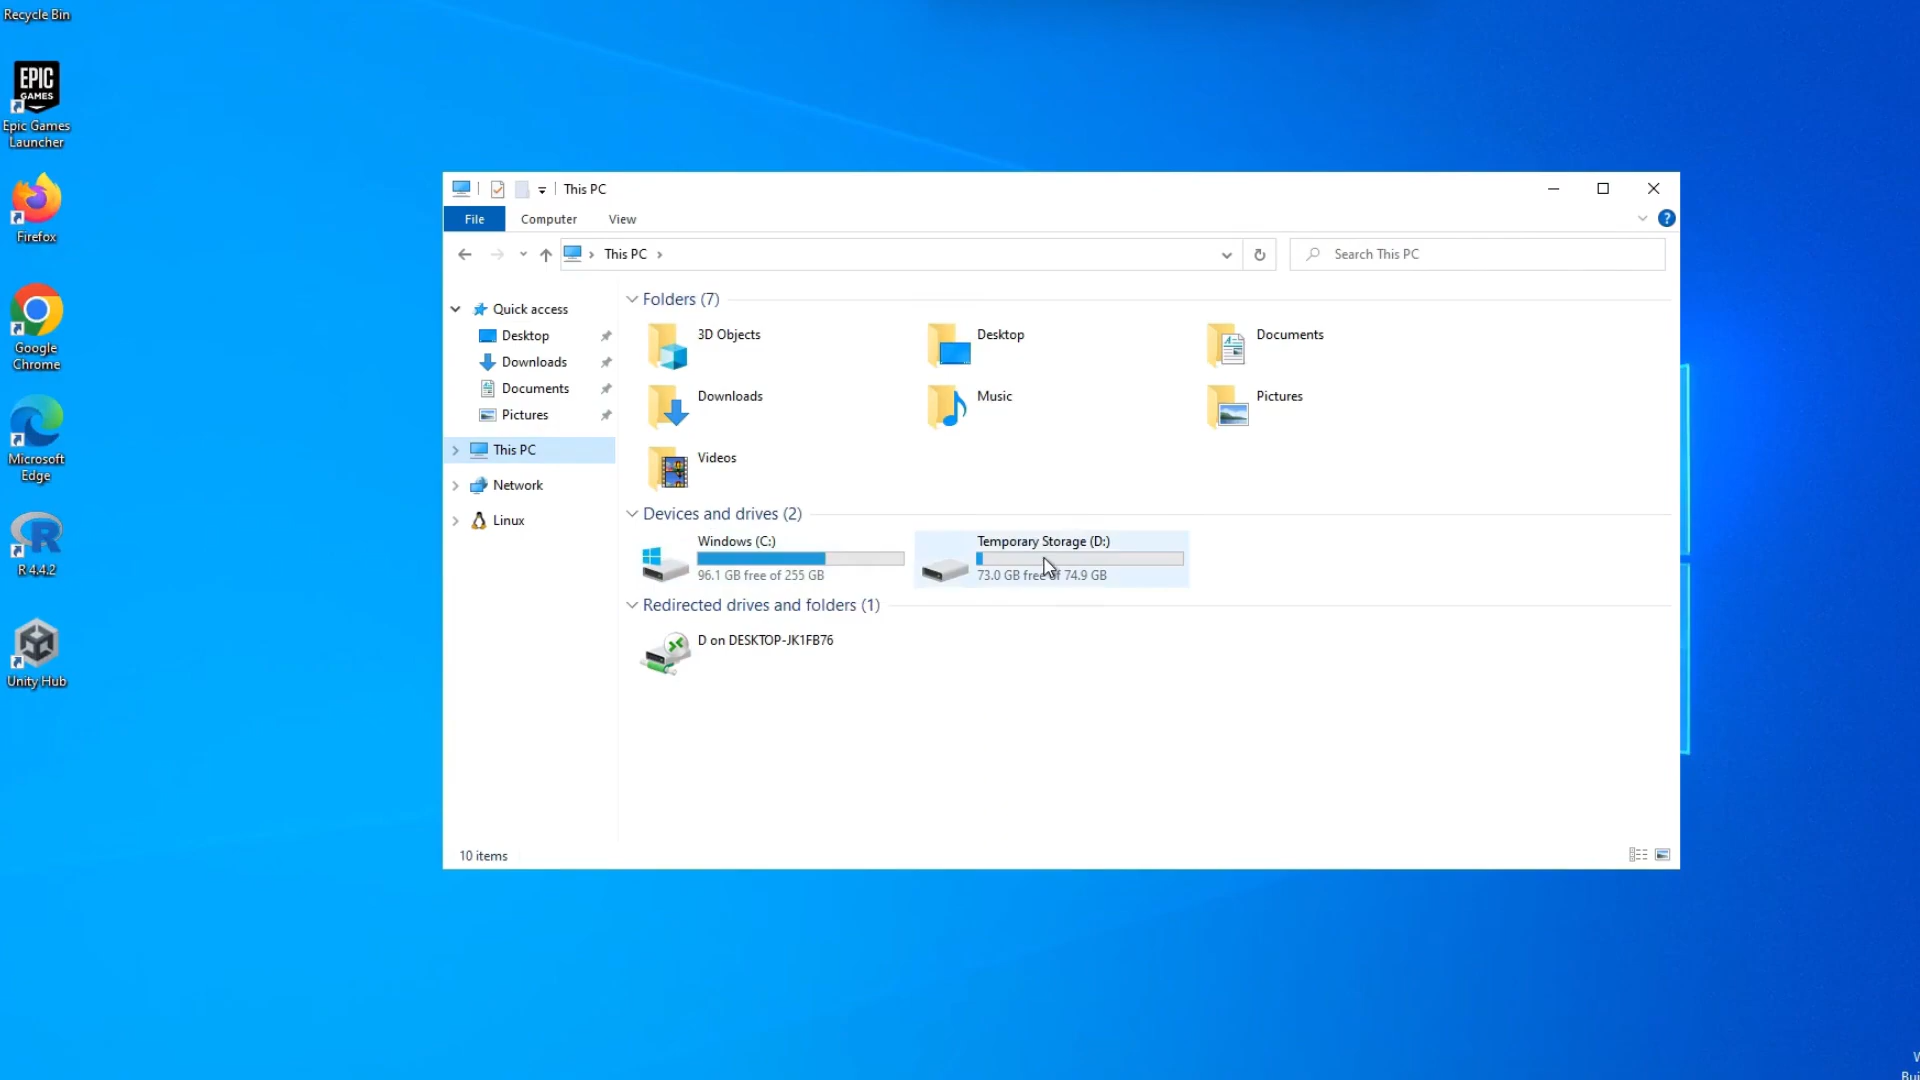 Recycle Bin
EPIC
GAMES
Epic Games
Launcher
Firefox
Google
Chrome
Microsoft
Edge
R 4.4.2
Unity Hub
This PC
File
Computer
View
?
This PC
Search This PC
Quick access
Desktop
Downloads
Documents
Pictures
This PC
Network
Linux
Folders (7)
3D Objects
Desktop
Documents
Downloads
Music
Pictures
Videos
Devices and drives (2)
Windows (C:)
96.1 GB free of 255 GB
Temporary Storage (D:)
73.0 GB free of 74.9 GB
Redirected drives and folders (1)
D on DESKTOP-JK1FB76
10 items
W
Bui